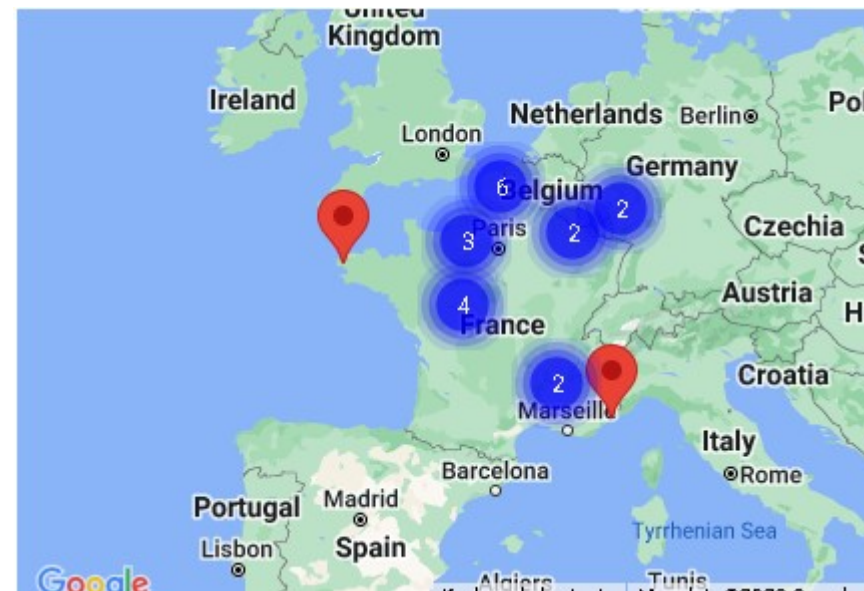 United
Kingdom
Ireland
Netherlands
Berlin
London
Germany
6
Belgium
2
2
3
Paris
Czechia
4
Austria
France
2
Croatia
Marseille
Italy
Barcelona
Rome
Portugal
Madrid
Lisbon
Spain
Tyrrhenian Sea
Google
Algiers
Tunis